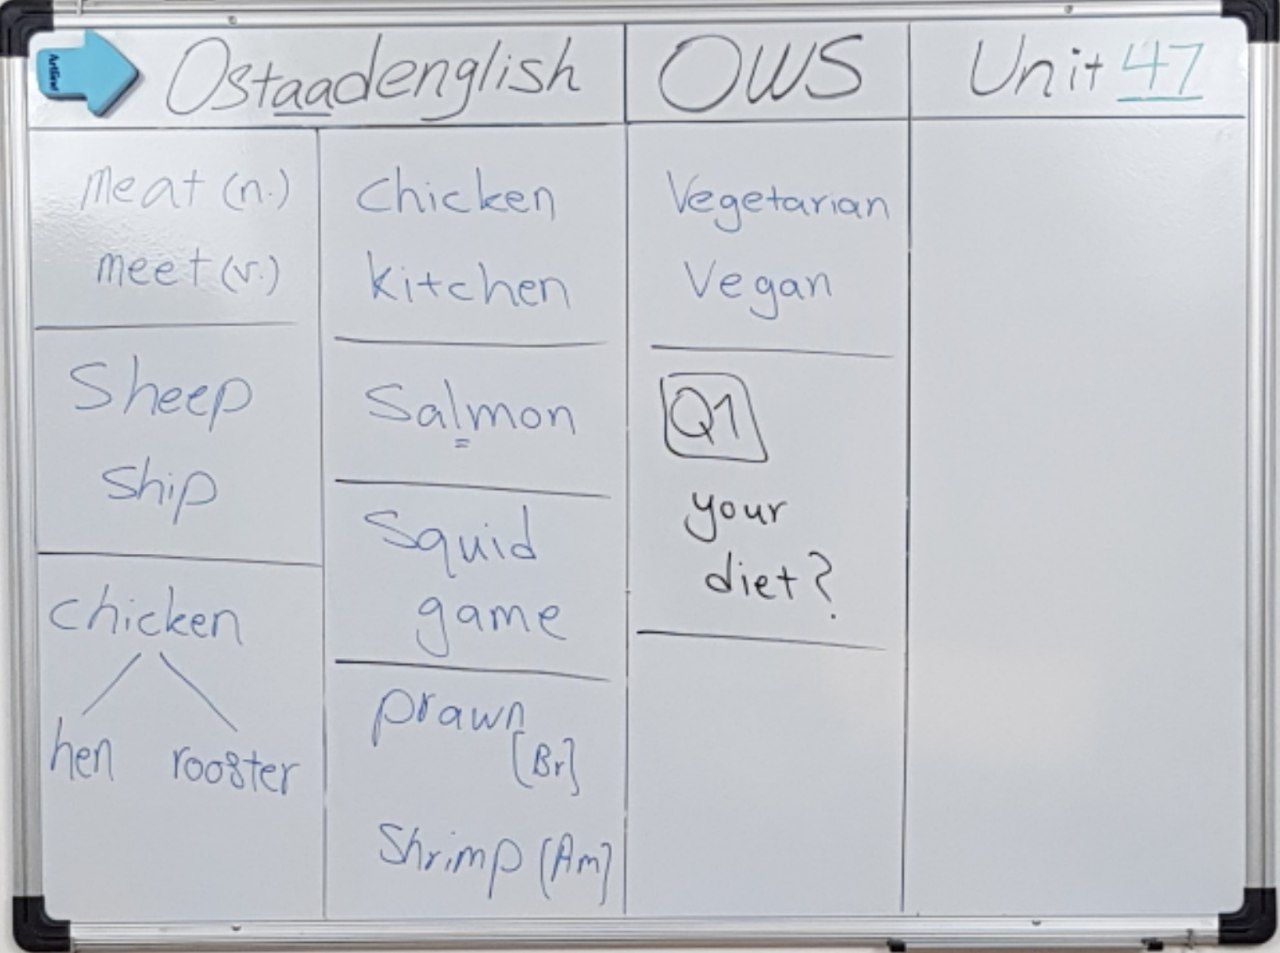 Ostaadenglish
OWS
Unit 47
meat (n.)
meet (v.)
Sheep
Ship
chicken
hen rooster
Chicken
kitchen
Salmon
Squid
game
prawn
[Br]
Shrimp [Am]
Vegetarian
Vegan
Q1
your
diet?